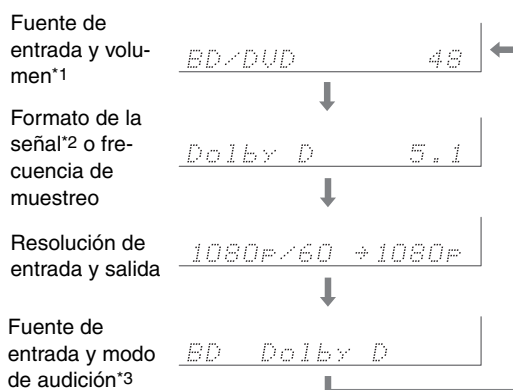 Fuente de
entrada y volu-
men*1
BD/DVD 48
Formato de la
señal*2 o fre-
cuencia de
muestreo
Dolby D 5.1
Resolución de
entrada y salida
1080p/60 →1080p
Fuente de
entrada y modo
de audición*3
BD Dolby D